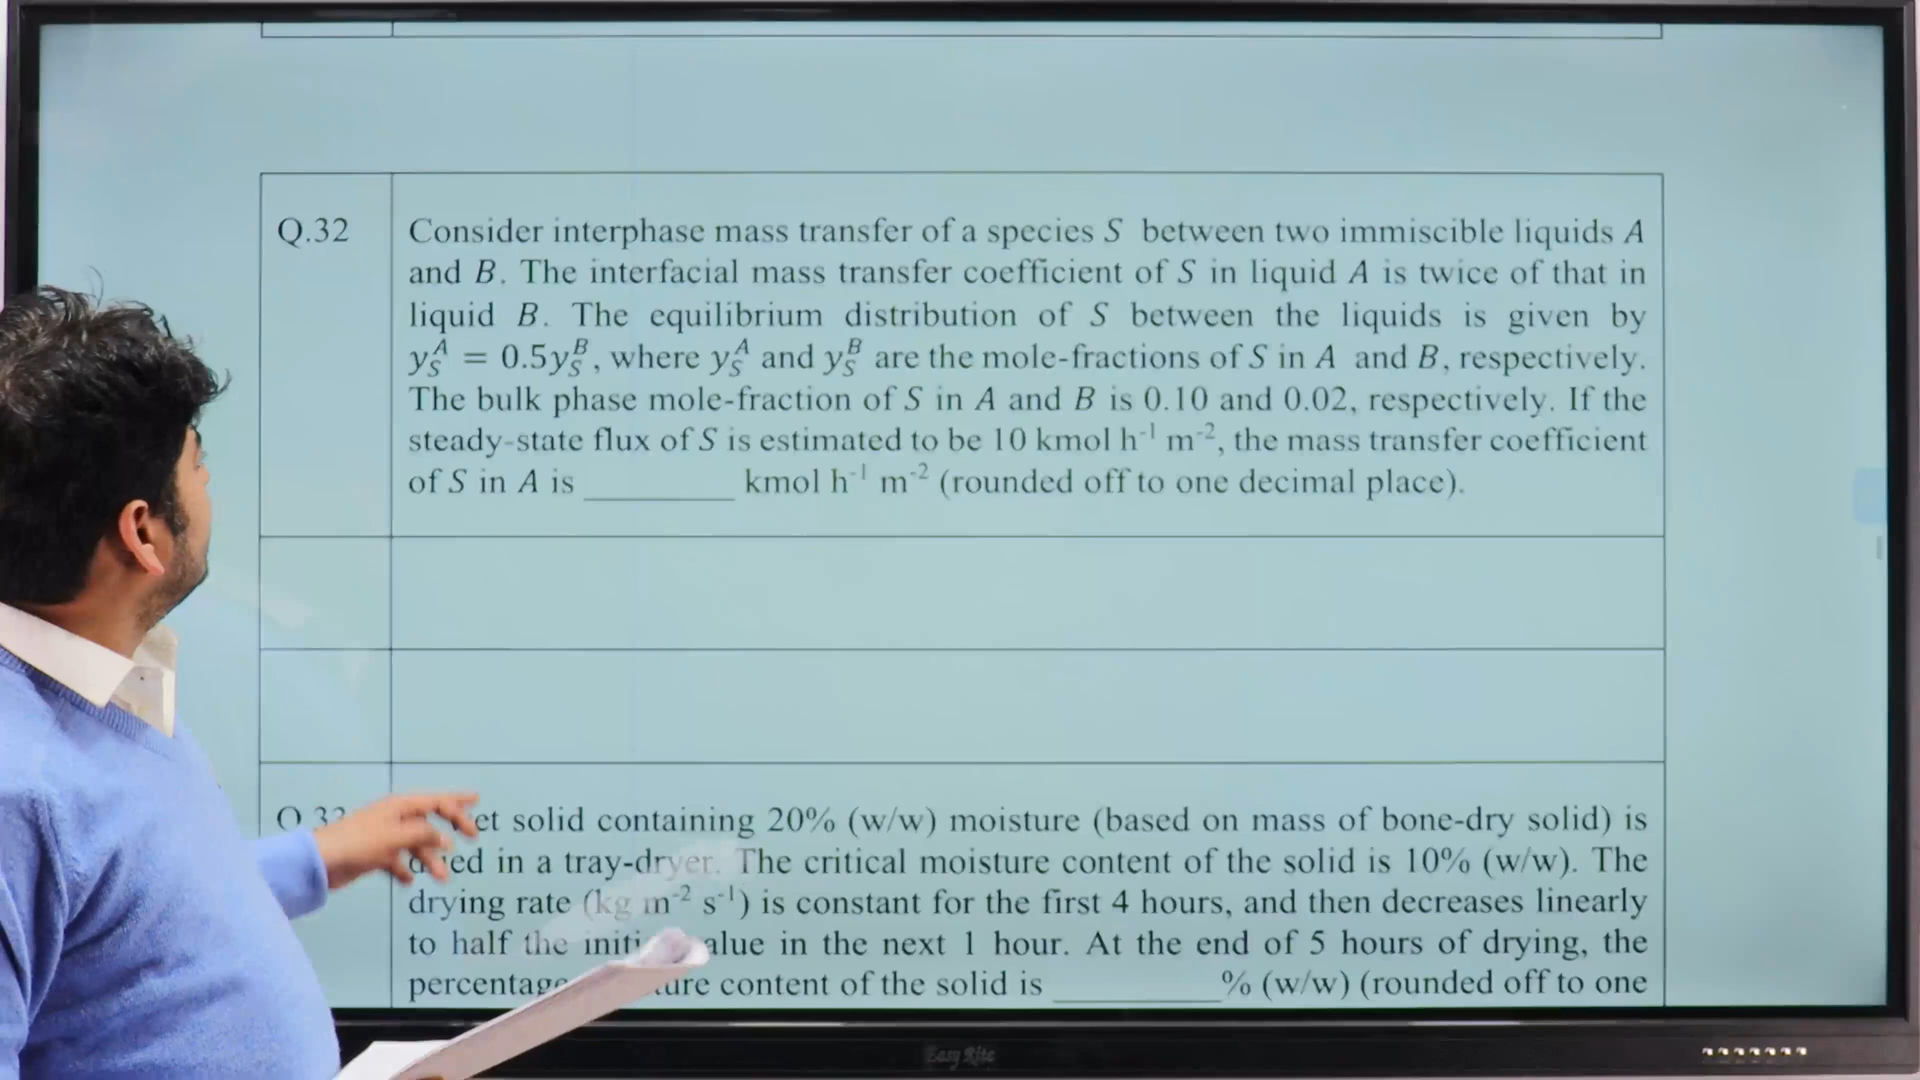 Q.32 Consider interphase mass transfer of a species S between two immiscible liquids A
and B. The interfacial mass transfer coefficient of S in liquid A is twice of that in
liquid B. The equilibrium distribution of S between the liquids is given by
y_S^A = 0.5y_S^B, where y_S^A and y_S^B are the mole-fractions of S in A and B, respectively.
The bulk phase mole-fraction of S in A and B is 0.10 and 0.02, respectively. If the
steady-state flux of S is estimated to be 10 kmol h⁻¹ m⁻², the mass transfer coefficient
of S in A is ________ kmol h⁻¹ m⁻² (rounded off to one decimal place).
solid containing 20% (w/w) moisture (based on mass of bone-dry solid) is
in a tray-dryer. The critical moisture content of the solid is 10% (w/w). The
drying rate (kg m⁻² s⁻¹) is constant for the first 4 hours, and then decreases linearly
to half the in the next 1 hour. At the end of 5 hours of drying, the
content of the solid is ________% (w/w) (rounded off to one
Easy Rite